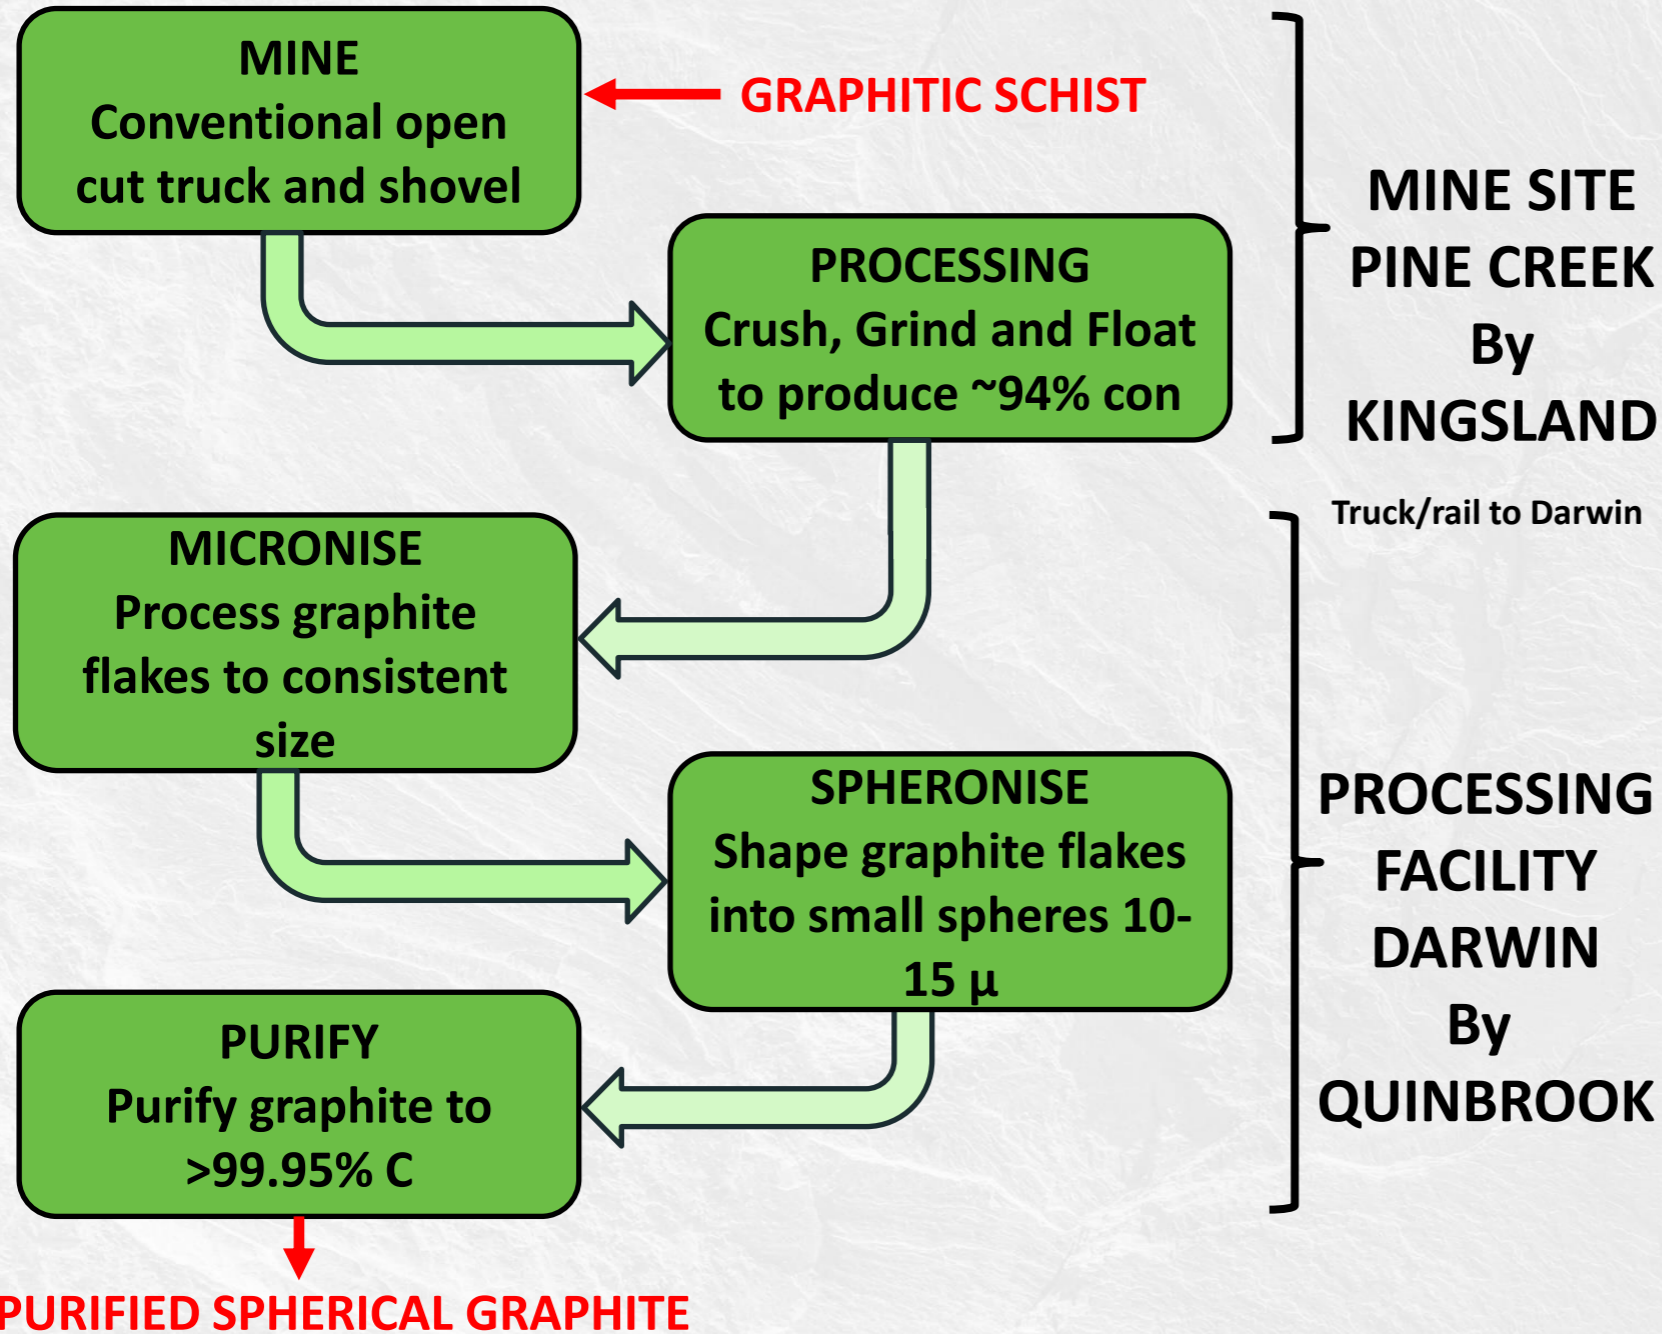 MINE
Conventional open
cut truck and shovel
GRAPHITIC SCHIST
PROCESSING
Crush, Grind and Float
to produce ~94% con
MINE SITE
PINE CREEK
By
KINGSLAND
Truck/rail to Darwin
MICRONISE
Process graphite
flakes to consistent
size
SPHERONISE
Shape graphite flakes
into small spheres 10-
15 µ
PURIFY
Purify graphite to
>99.95% C
PROCESSING
FACILITY
DARWIN
By
QUINBROOK
PURIFIED SPHERICAL GRAPHITE